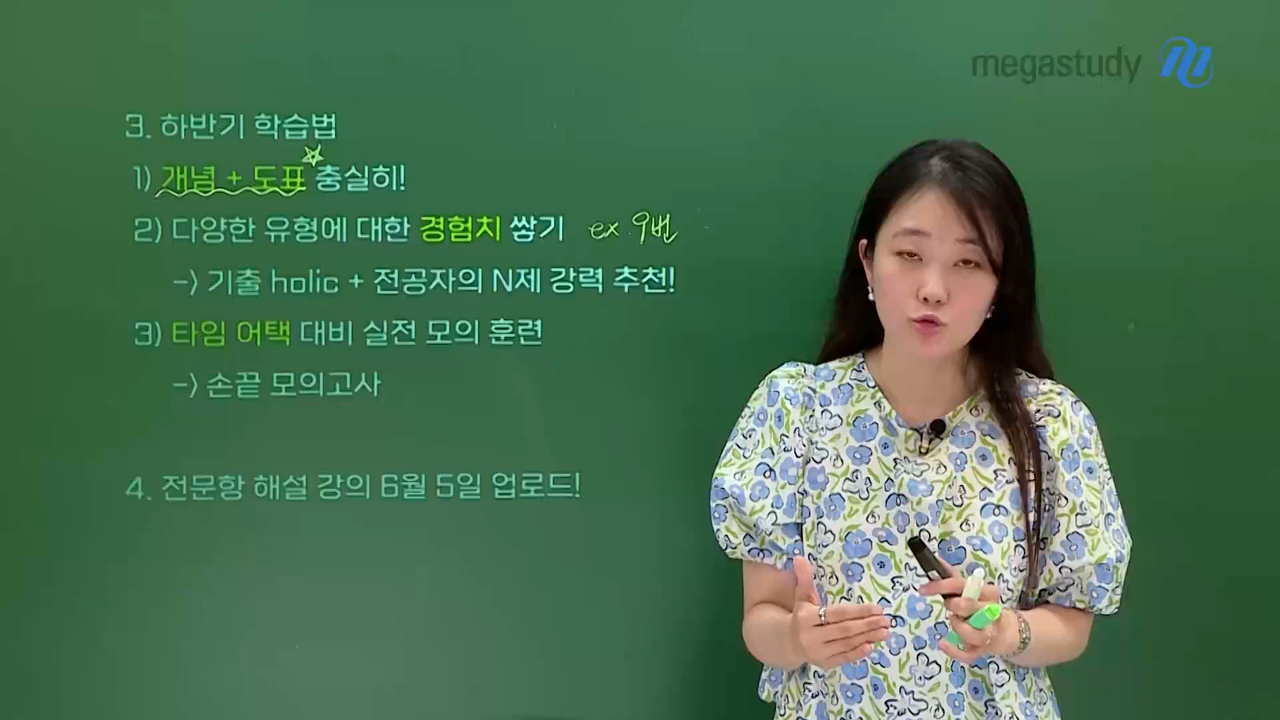 megastudy
3. 하반기 학습법
1) 개념 + 도표 충실히!
2) 다양한 유형에 대한 경험치 쌓기 ex 9번
-> 기출 holic + 전공자의 N제 강력 추천!
3) 타임 어택 대비 실전 모의 훈련
-> 손끝 모의고사
4. 전문항 해설 강의 6월 5일 업로드!